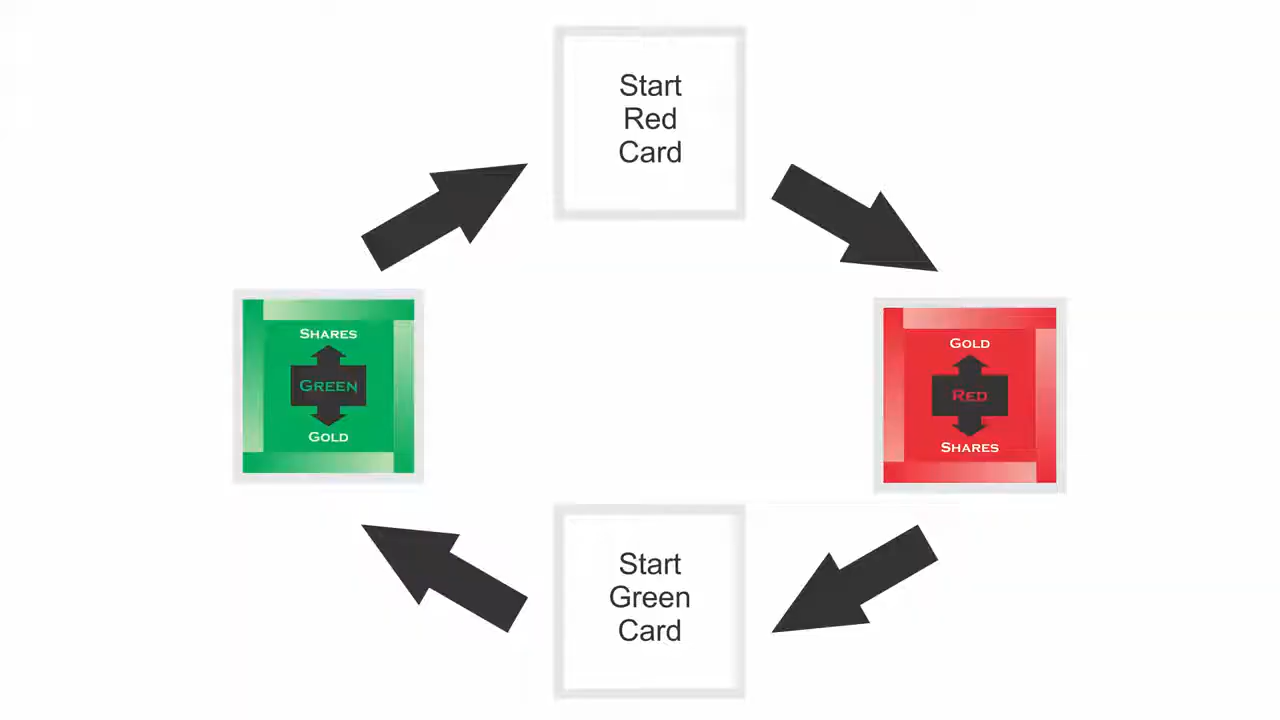 Start
Red
Card
SHARES
GREEN
GOLD
GOLD
RED
SHARES
Start
Green
Card